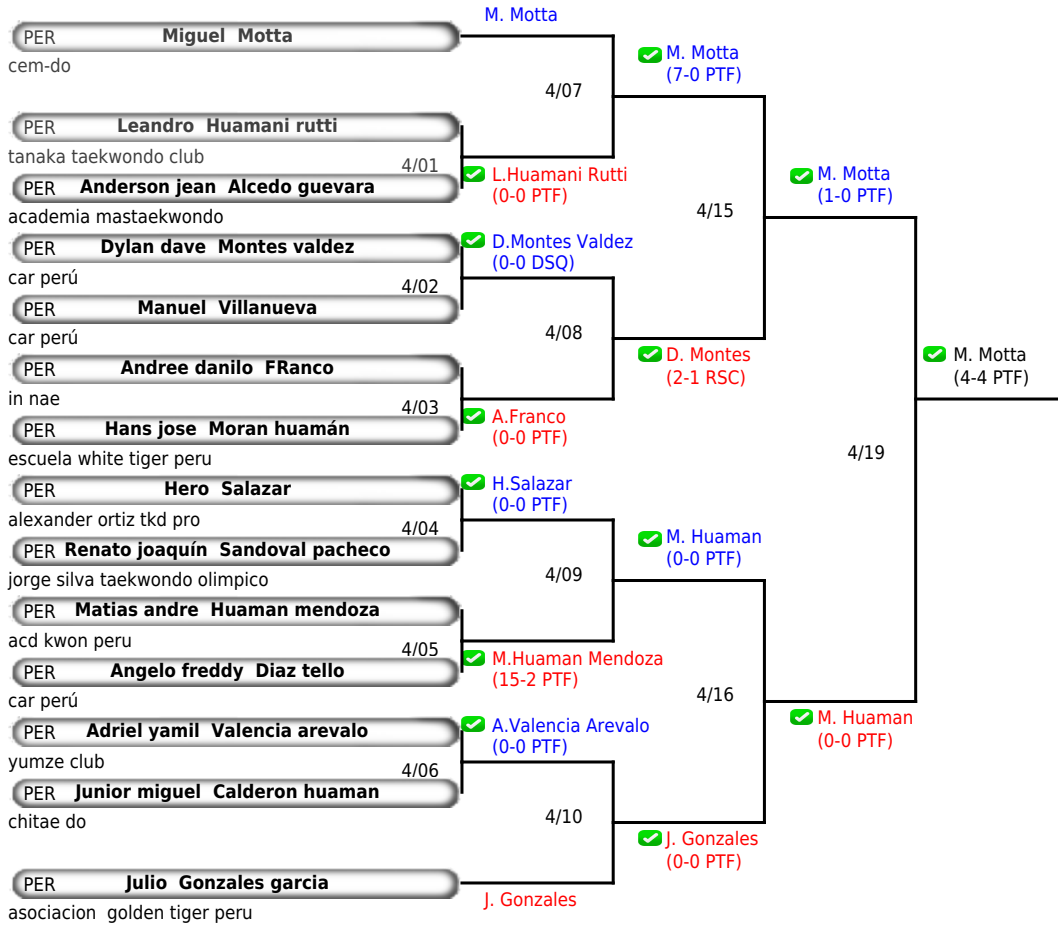 M. Motta
PER Miguel Motta
cem-do
M. Motta
(7-0 PTF)
4/07
PER Leandro Huamani rutti
tanaka taekwondo club
4/01
L.Huamani Rutti
(0-0 PTF)
PER Anderson jean Alcedo guevara
academia mastaekwondo
M. Motta
(1-0 PTF)
4/15
PER Dylan dave Montes valdez
car perú
D.Montes Valdez
(0-0 DSQ)
4/02
PER Manuel Villanueva
car perú
4/08
D. Montes
(2-1 RSC)
PER Andree danilo FRanco
in nae
4/03
A.Franco
(0-0 PTF)
PER Hans jose Moran huamán
escuela white tiger peru
M. Motta
(4-4 PTF)
4/19
PER Hero Salazar
alexander ortiz tkd pro
H.Salazar
(0-0 PTF)
4/04
PER Renato joaquín Sandoval pacheco
jorge silva taekwondo olimpico
4/09
M. Huaman
(0-0 PTF)
PER Matias andre Huaman mendoza
acd kwon peru
4/05
M.Huaman Mendoza
(15-2 PTF)
PER Angelo freddy Diaz tello
car perú
4/16
M. Huaman
(0-0 PTF)
PER Adriel yamil Valencia arevalo
yumze club
A.Valencia Arevalo
(0-0 PTF)
4/06
PER Junior miguel Calderon huaman
chitae do
4/10
J. Gonzales
(0-0 PTF)
PER Julio Gonzales garcia
asociacion golden tiger peru
J. Gonzales